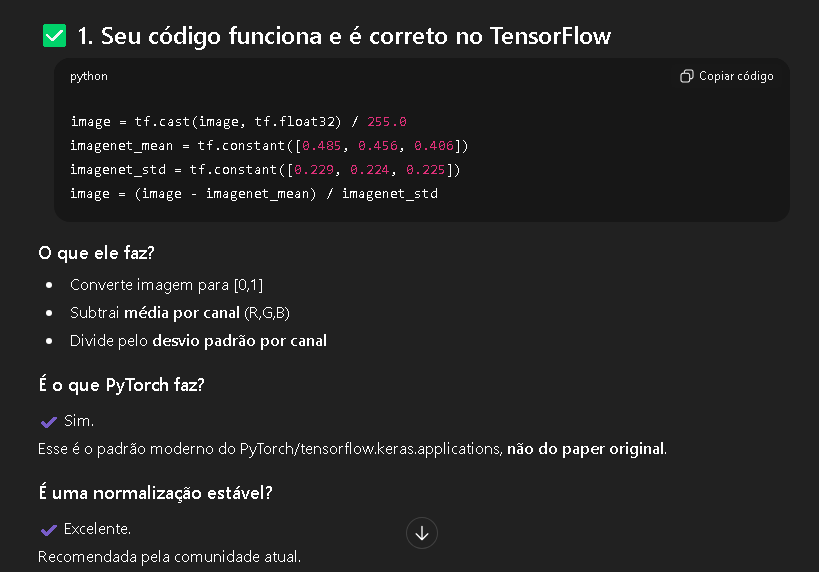 ✅ 1. Seu código funciona e é correto no TensorFlow
python
Copiar código
image = tf.cast(image, tf.float32) / 255.0
imagenet_mean = tf.constant([0.485, 0.456, 0.406])
imagenet_std = tf.constant([0.229, 0.224, 0.225])
image = (image - imagenet_mean) / imagenet_std
O que ele faz?
• Converte imagem para [0,1]
• Subtrai média por canal (R,G,B)
• Divide pelo desvio padrão por canal
É o que PyTorch faz?
✔ Sim.
Esse é o padrão moderno do PyTorch/tensorflow.keras.applications, não do paper original.
É uma normalização estável?
✔ Excelente.
Recomendada pela comunidade atual.